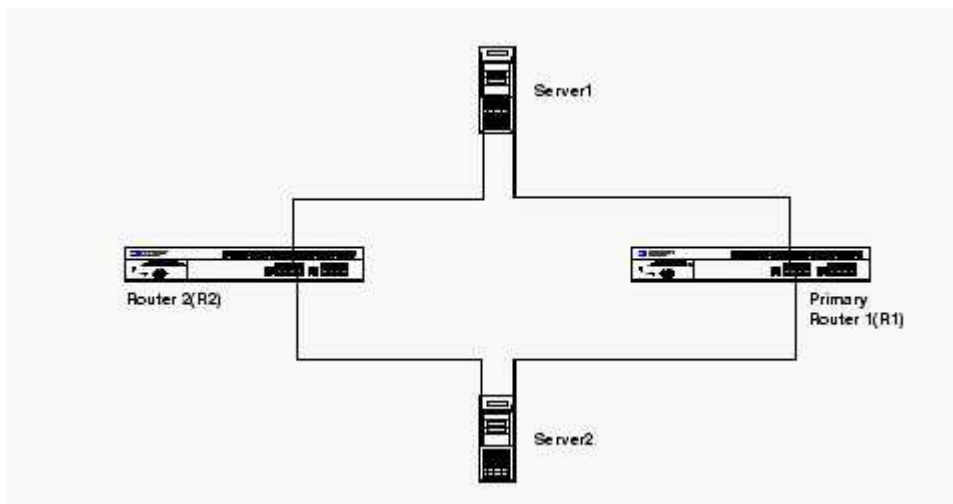 Server1
Router 2(R2)
Primary
Router 1(R1)
Server2